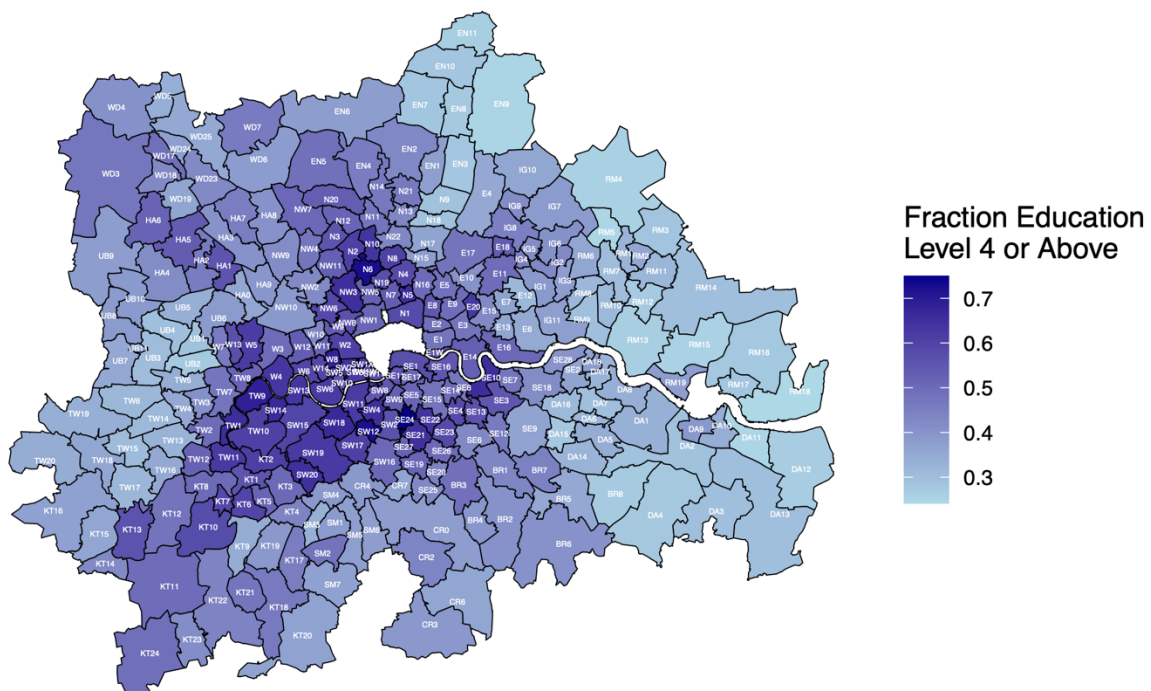 EN11
EN10
WD4
EN7
EN8
EN9
EN6
WD7
WD25
WD24
WD17
WD6
EN5
EN4
EN2
EN1
EN3
IG10
RM4
WD3
WD18
WD23
WD19
N14
N21
N20
N13
N9
E4
IG9
IG7
HA6
HA7
HA8
NW7
N12
N11
N18
IG8
RM5
RM3
HA5
HA3
N3
N10
N22
N17
E17
E18
IG5
IG6
RM1
RM2
UB9
HA2
HA1
NW9
NW4
N2
N8
N15
IG4
IG2
RM6
RM7
RM11
HA4
NW11
N6
N4
E11
E10
RM14
HA9
HA0
NW2
NW3
N19
NW5
N16
E5
IG1
IG3
RM8
RM12
UB10
UB5
NW10
NW6
N7
N5
E8
E9
E20
E7
E12
RM10
UB8
UB6
NW8
NW1
N1
E15
E13
E6
IG11
RM9
UB4
UB1
W7
W13
W5
W10
W9
E2
E3
RM13
RM15
RM16
UB7
UB11
UB3
UB2
W3
W12
W11
W2
E1
E1W
E14
E16
W4
W6
W14
W8
SE1
SE16
SE28
RM19
RM17
RM18
TW5
TW8
TW7
TW9
SW13
SW6
SW10
SW11
SW8
SE11
SE17
SE5
SE15
SE14
SE8
SE10
SE7
SE18
SE2
DA18
DA17
DA8
TW6
TW19
TW14
TW4
TW3
TW2
TW1
SW14
SW15
SW18
SW4
SW9
SW2
SE24
SE22
SE4
SE13
SE3
DA16
DA7
DA1
DA9
DA10
DA11
TW15
TW13
TW10
SW12
SE21
SE23
SE6
SE12
SE9
DA15
DA6
DA5
DA2
TW20
TW18
TW16
TW12
TW11
KT2
SW19
SW17
SE27
SE26
DA14
DA12
TW17
KT8
KT1
KT3
SW20
SW16
SE19
SE20
BR1
BR7
BR8
KT16
KT7
KT6
KT5
SM4
CR4
CR7
SE25
BR3
BR5
DA4
DA3
DA13
KT15
KT13
KT12
KT10
KT4
SM3
SM1
SM5
SM6
CR0
BR4
BR2
BR6
KT14
KT9
KT19
KT17
SM2
CR2
KT11
KT22
KT21
KT18
SM7
CR6
CR3
KT24
KT23
KT20
Fraction Education
Level 4 or Above
0.7
0.6
0.5
0.4
0.3